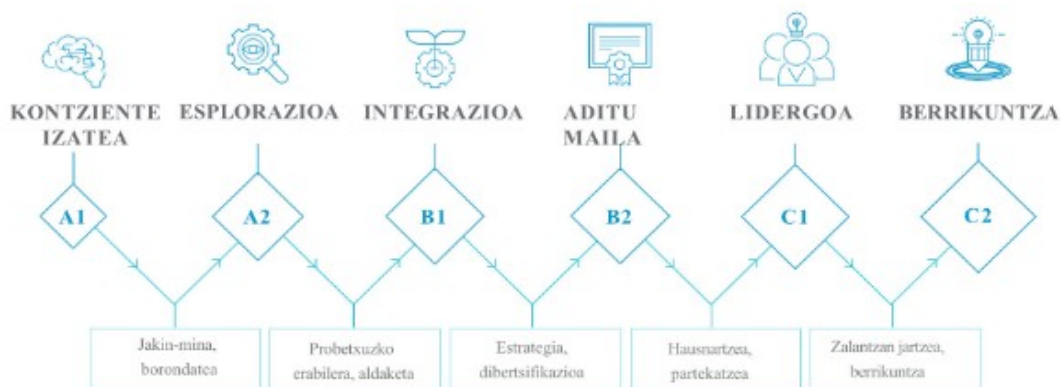 KONTZIENTE
IZATEA
ESPLORAZIOA
INTEGRAZIOA
ADITU
MAILA
LIDERGOA
BERRIKUNTZA
A1
A2
B1
B2
C1
C2
Jakin-mina,
borondatea
Probetxuzko
erabilera, aldaketa
Estrategia,
dibertsifikazioa
Hausnartzea,
partekatzea
Zalantzan jartzea,
berrikuntza